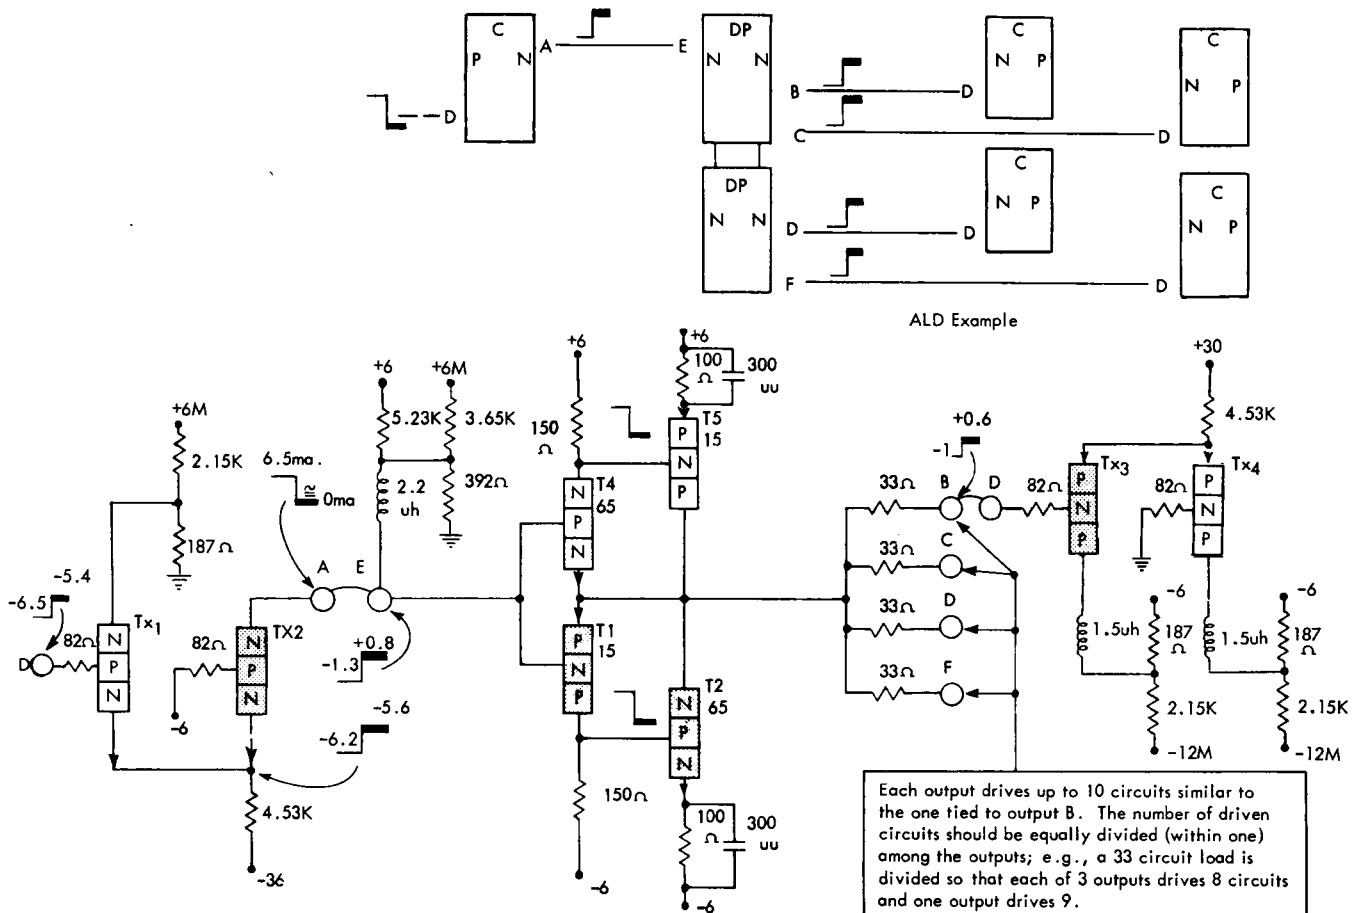 C
P N
A
E
DP
N N
B
D
C
N P
C
N P
D
C
D
DP
N N
D
D
C
N P
F
D
C
N P
ALD Example
+6M
2.15K
187Ω
-6.5
-5.4
D
82Ω
Tx1
N
P
N
6.5ma.
≅ 0ma
A
E
82Ω
TX2
N
P
N
-6
-6.2
-5.6
4.53K
-36
+6
+6M
5.23K
3.65K
2.2
uh
392Ω
-1.3
+0.8
+6
150
Ω
T4
65
N
P
N
T1
15
P
N
P
150Ω
-6
+6
100
Ω
300
uu
T5
15
P
N
P
T2
65
N
P
N
100
Ω
300
uu
-6
33Ω
B
D
33Ω
C
33Ω
D
33Ω
F
-1
+0.6
82Ω
Tx3
P
N
P
1.5uh
-6
187
Ω
2.15K
-12M
+30
4.53K
82Ω
Tx4
P
N
P
1.5uh
-6
187
Ω
2.15K
-12M
Each output drives up to 10 circuits similar to
the one tied to output B. The number of driven
circuits should be equally divided (within one)
among the outputs; e.g., a 33 circuit load is
divided so that each of 3 outputs drives 8 circuits
and one output drives 9.